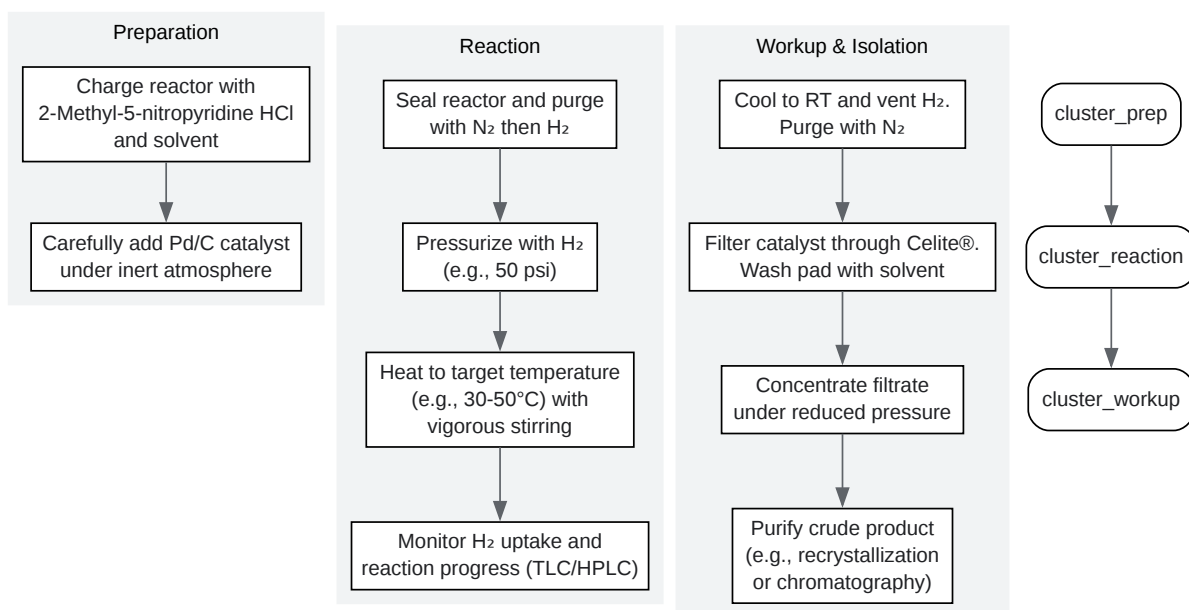 Preparation
Charge reactor with
2-Methyl-5-nitropyridine HCl
and solvent
Carefully add Pd/C catalyst
under inert atmosphere
Reaction
Seal reactor and purge
with N₂ then H₂
Pressurize with H₂
(e.g., 50 psi)
Heat to target temperature
(e.g., 30-50°C) with
vigorous stirring
Monitor H₂ uptake and
reaction progress (TLC/HPLC)
Workup & Isolation
Cool to RT and vent H₂.
Purge with N₂
Filter catalyst through Celite®.
Wash pad with solvent
Concentrate filtrate
under reduced pressure
Purify crude product
(e.g., recrystallization
or chromatography)
cluster_prep
cluster_reaction
cluster_workup